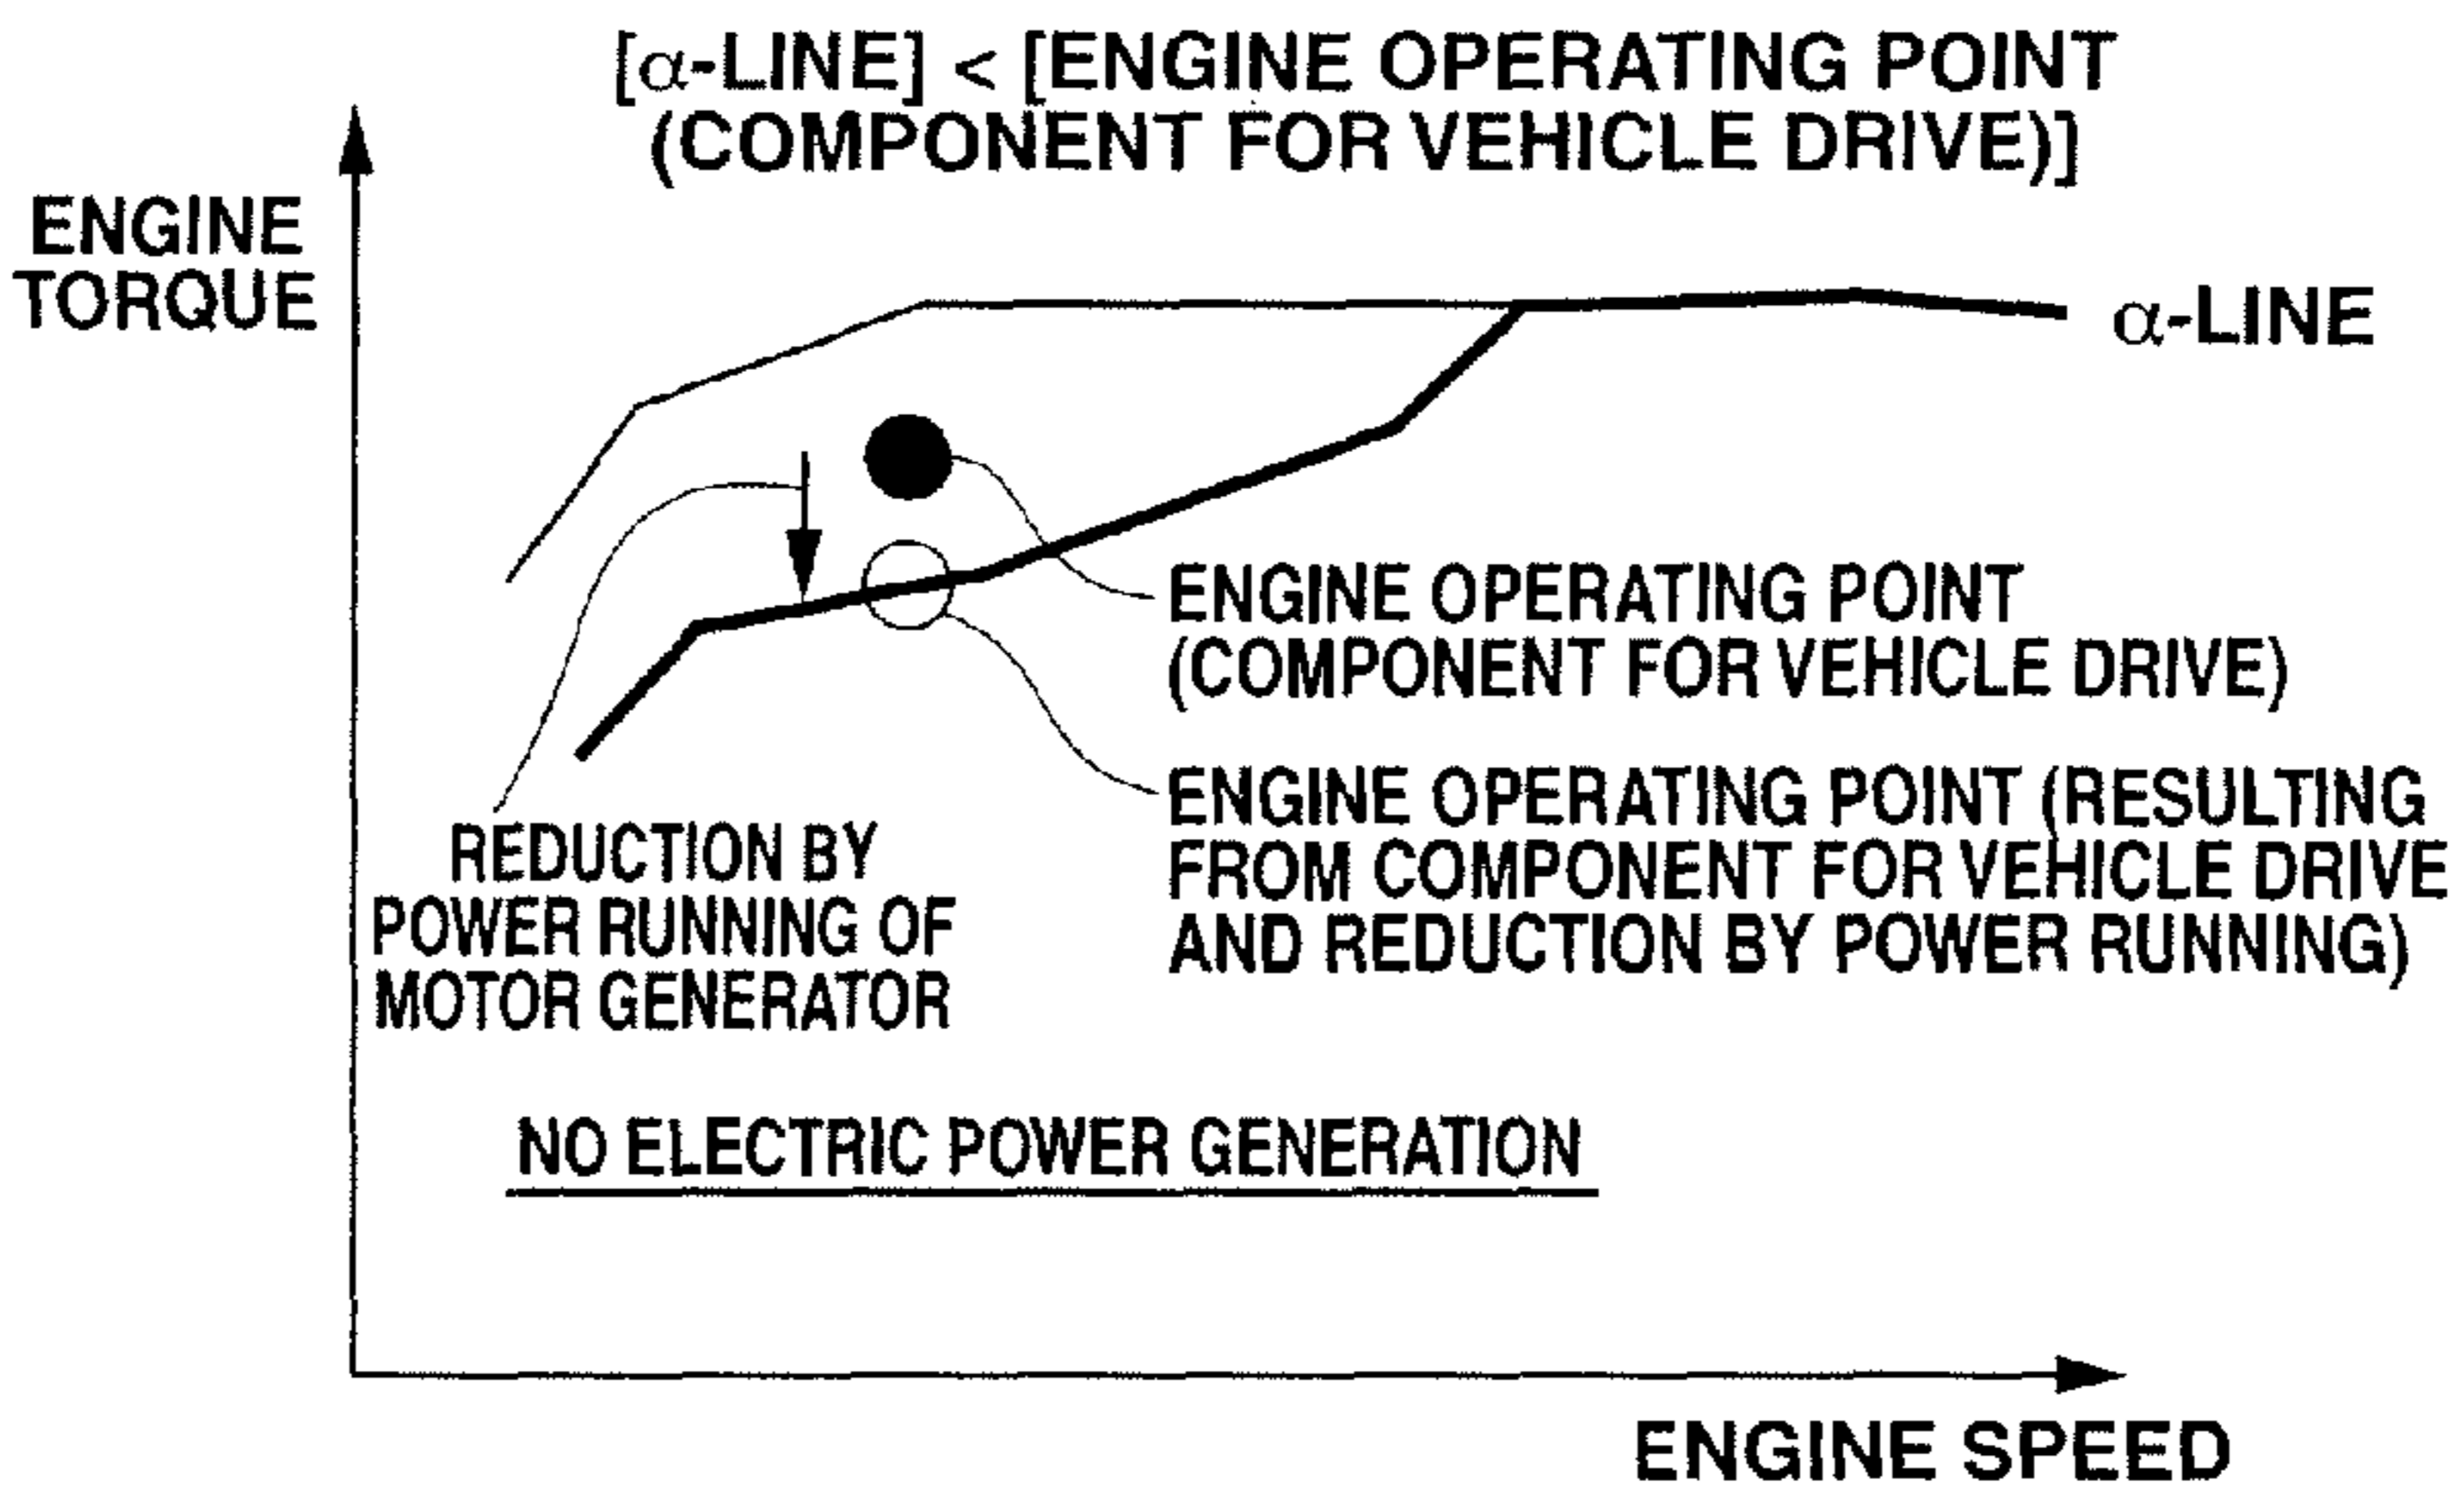 [α-LINE] < [ENGINE OPERATING POINT
(COMPONENT FOR VEHICLE DRIVE)]
ENGINE
TORQUE
α-LINE
ENGINE OPERATING POINT
(COMPONENT FOR VEHICLE DRIVE)
ENGINE OPERATING POINT (RESULTING
FROM COMPONENT FOR VEHICLE DRIVE
AND REDUCTION BY POWER RUNNING)
REDUCTION BY
POWER RUNNING OF
MOTOR GENERATOR
NO ELECTRIC POWER GENERATION
ENGINE SPEED